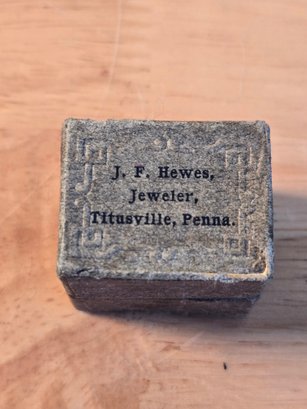 J. F. Hewes,
Jeweler,
Titusville, Penna.